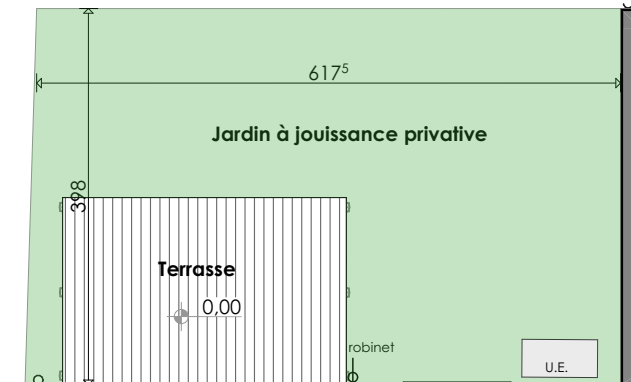 617⁵
Jardin à jouissance privative
398
Terrasse
0,00
robinet
U.E.